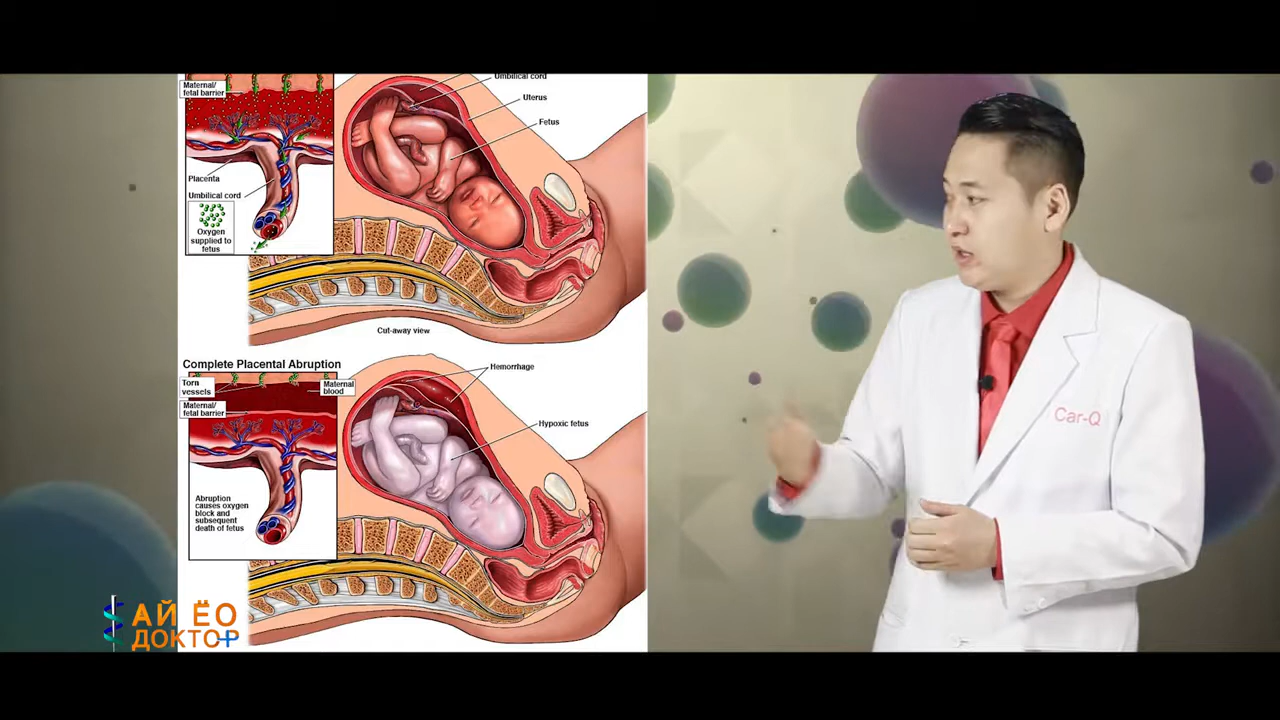 Umbilical cord
Maternal/
fetal barrier
Uterus
Fetus
Placenta
Umbilical cord
Oxygen
supplied to
fetus
Cut-away view
Complete Placental Abruption
Hemorrhage
Torn
vessels
Maternal
blood
Maternal/
fetal barrier
Hypoxic fetus
Abruption
causes oxygen
block and
subsequent
death of fetus
Car-Q
АЙ ЁО
ДОКТОР